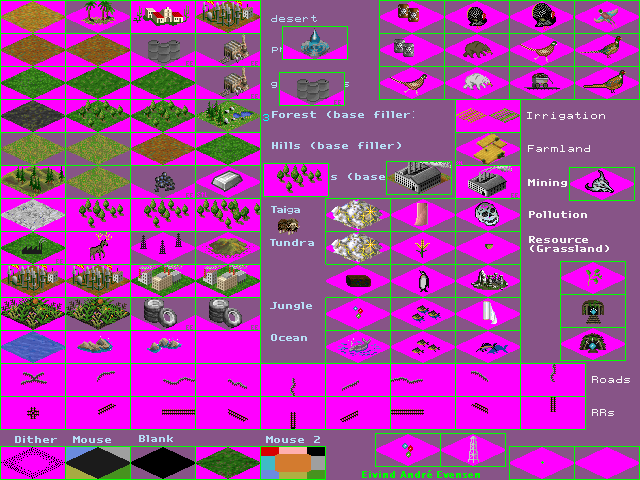 desert
Forest (base filler)
Irrigation
Hills (base filler)
Farmland
s (base
Mining
Taiga
Pollution
Tundra
Resource
(Grassland)
Jungle
Ocean
Roads
RRs
Dither Mouse Blank Mouse 2
Eivind André Evensen